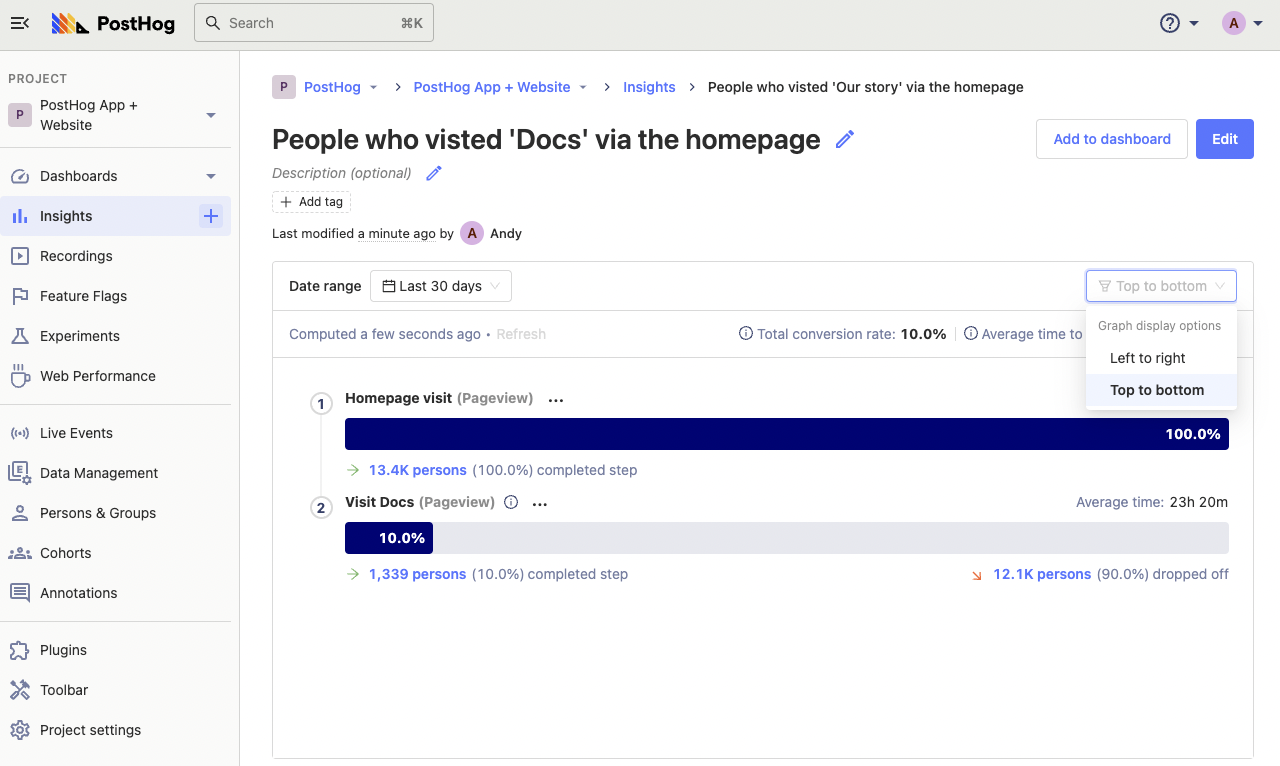 PostHog
Search
⌘K
A
PROJECT
P
PostHog App +
Website
Dashboards
Insights
Recordings
Feature Flags
Experiments
Web Performance
Live Events
Data Management
Persons & Groups
Cohorts
Annotations
Plugins
Toolbar
Project settings
P PostHog > PostHog App + Website > Insights > People who visited 'Our story' via the homepage
People who visted 'Docs' via the homepage
Add to dashboard
Edit
Description (optional)
+ Add tag
Last modified a minute ago by A Andy
Date range
Last 30 days
Top to bottom
Graph display options
Left to right
Top to bottom
Computed a few seconds ago • Refresh
Total conversion rate: 10.0%
Average time to
1
Homepage visit (Pageview) ...
100.0%
13.4K persons (100.0%) completed step
2
Visit Docs (Pageview) ...
Average time: 23h 20m
10.0%
1,339 persons (10.0%) completed step
12.1K persons (90.0%) dropped off